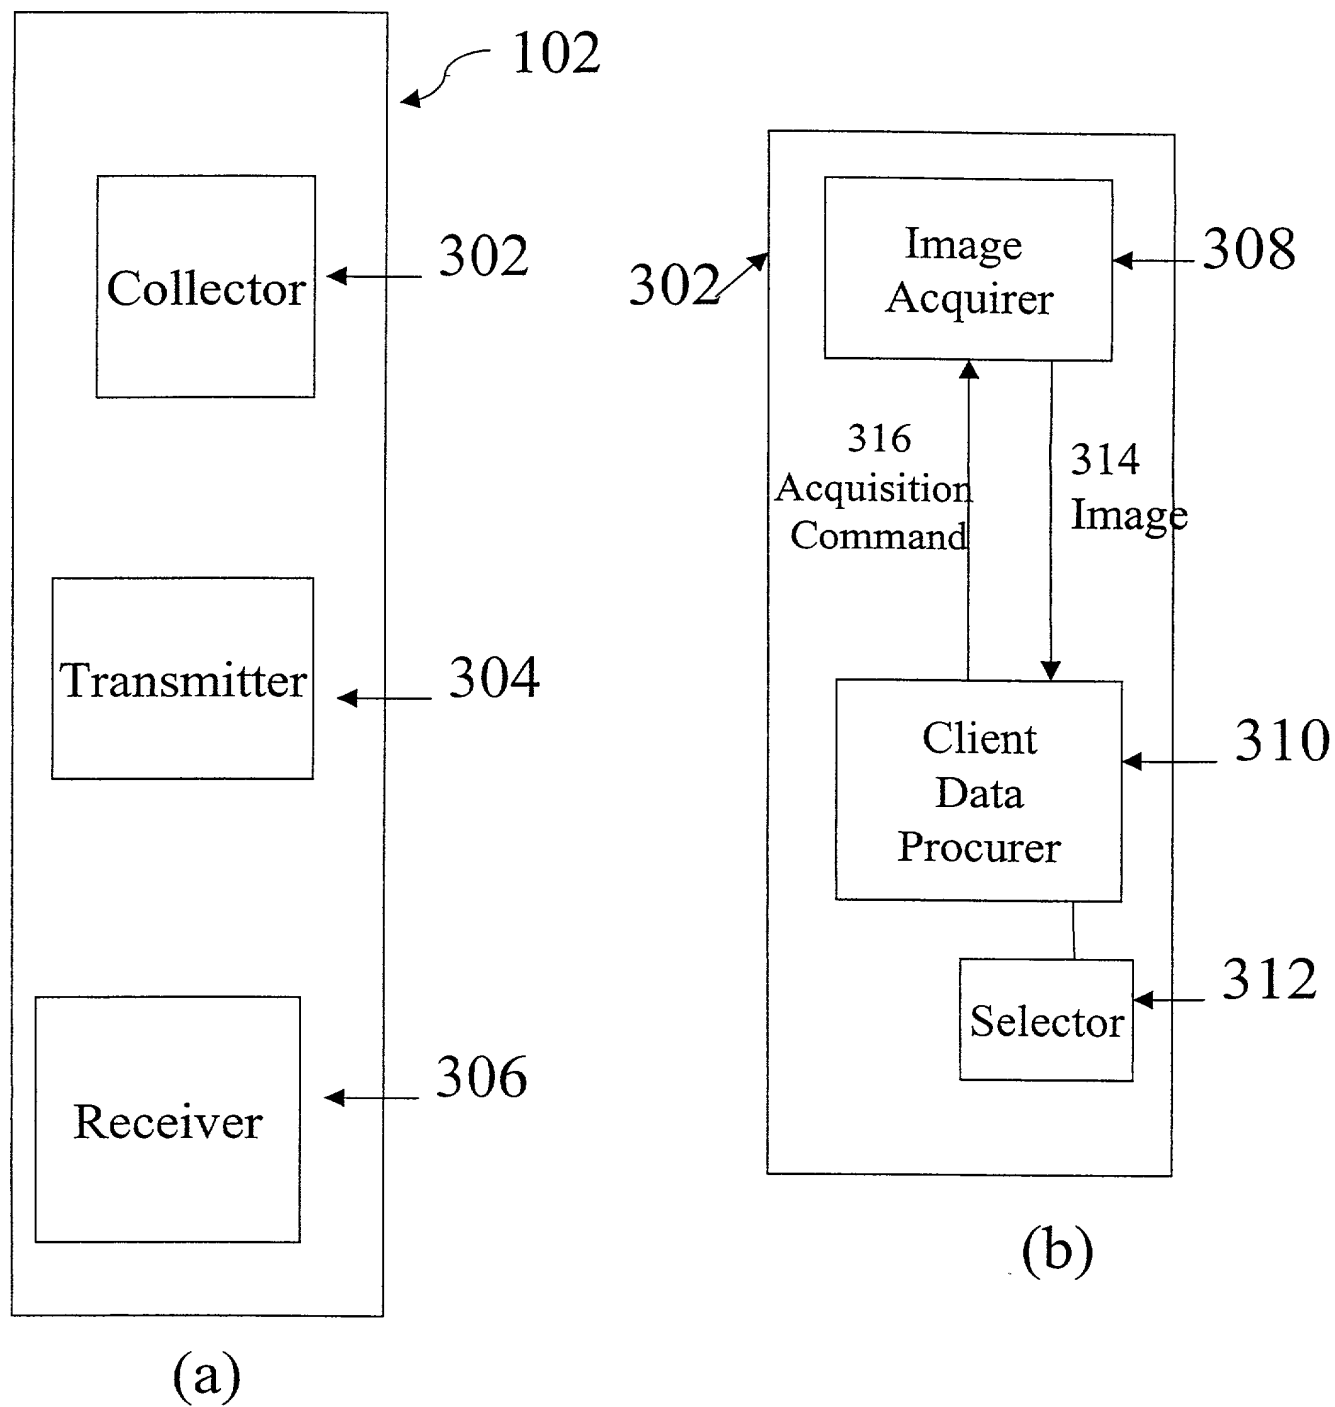 102
302
Collector
304
Transmitter
306
Receiver
(a)
302
308
Image
Acquirer
316
Acquisition
Command
314
Image
310
Client
Data
Procurer
312
Selector
(b)